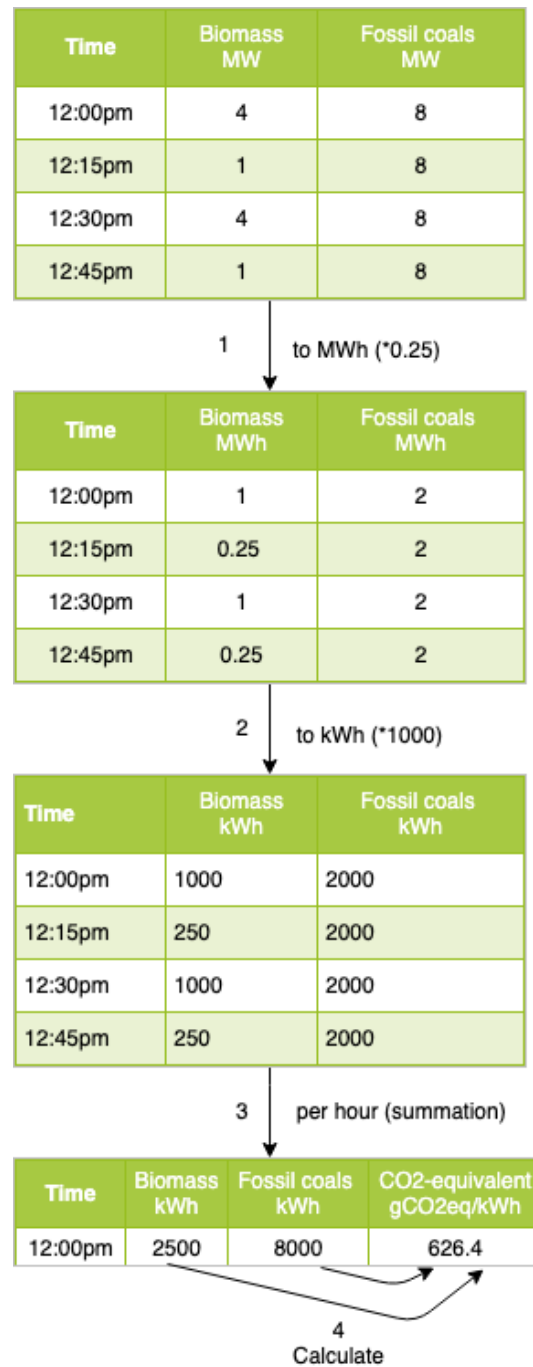 Time Biomass MW Fossil coals MW
12:00pm 4 8
12:15pm 1 8
12:30pm 4 8
12:45pm 1 8
1 to MWh (*0.25)
Time Biomass MWh Fossil coals MWh
12:00pm 1 2
12:15pm 0.25 2
12:30pm 1 2
12:45pm 0.25 2
2 to kWh (*1000)
Time Biomass kWh Fossil coals kWh
12:00pm 1000 2000
12:15pm 250 2000
12:30pm 1000 2000
12:45pm 250 2000
3 per hour (summation)
Time Biomass kWh Fossil coals kWh CO2-equivalent gCO2eq/kWh
12:00pm 2500 8000 626.4
4
Calculate